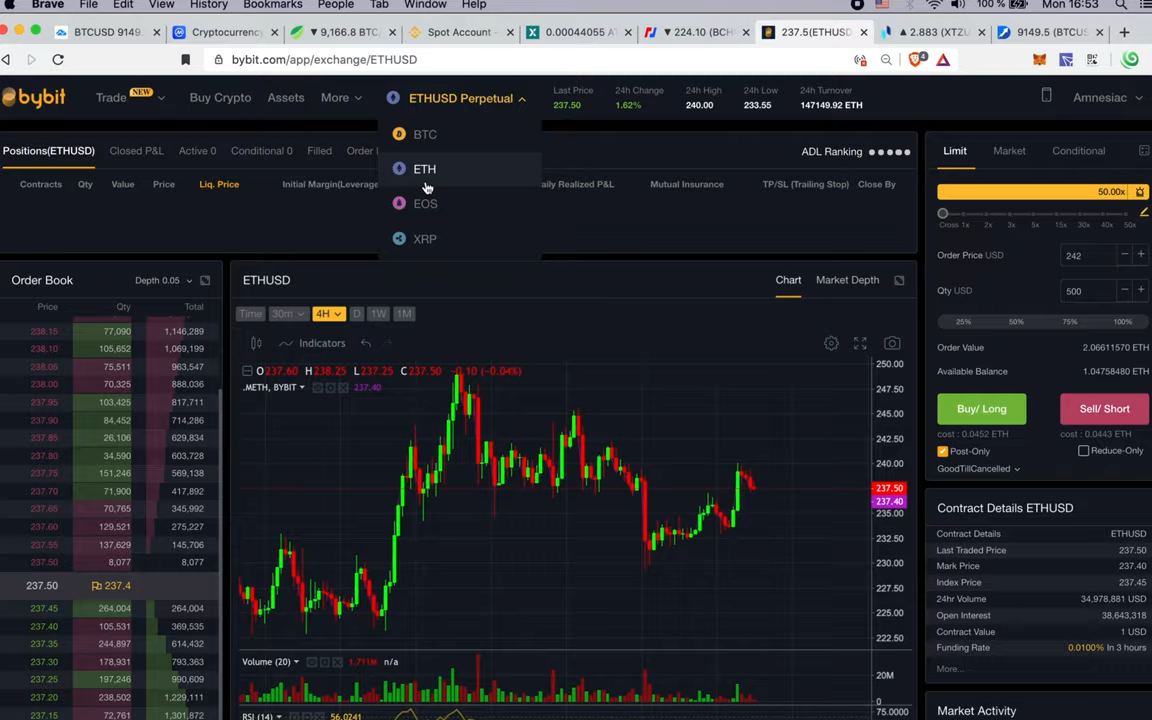 Brave File Edit View History Bookmarks People Tab Window Help 100 % Mon 16:53
BTCUSD 9149. Cryptocurrency 9,166.8 BTC/ Spot Account - 0.00044055 224.10 (BCH 237.5(ETHUSD 2.883 (XTZU 9149.5 (BTCUS
bybit.com/app/exchange/ETHUSD
bybit Trade NEW Buy Crypto Assets More ETHUSD Perpetual Amnesiac
Last Price 24h Change 24h High 24h Low 24h Turnover
237.50 1.62% 240.00 233.55 147149.92 ETH
BTC
ETH
EOS
XRP
Positions(ETHUSD) Closed P&L Active 0 Conditional 0 Filled ADL Ranking
Contracts Qty Value Price Liq. Price Mutual Insurance TP/SL (Trailing Stop) Close By
Limit Market Conditional
50.00x
Cross 1x 2x 3x 5x 15x 30x 40x 50x
Order Price USD 242 − +
Qty USD 500 − +
25% 50% 75% 100%
Order Value 2.06611570 ETH
Available Balance 1.04758480 ETH
Buy/ Long Sell/ Short
cost : 0.0452 ETH cost : 0.0443 ETH
Post-Only Reduce-Only
GoodTillCancelled
Contract Details ETHUSD
Contract Details ETHUSD
Last Traded Price 237.50
Mark Price 237.40
Index Price 237.45
24hr Volume 34,978,881 USD
Open Interest 38,643,318
Contract Value 1 USD
Funding Rate 0.0100% In 3 hours
More...
Market Activity
Order Book Depth 0.05
Price Qty Total
238.15 77,090 1,146,289
238.10 105,652 1,069,199
238.05 75,511 963,547
238.00 70,325 888,036
237.95 103,425 817,711
237.90 84,452 714,286
237.85 26,106 629,834
237.80 34,590 603,728
237.75 151,246 569,138
237.70 71,900 417,892
237.65 70,765 345,992
237.60 129,521 275,227
237.55 137,629 145,706
237.50 8,077 8,077
237.50 237.4
237.45 264,004 264,004
237.40 105,531 369,535
237.35 244,897 614,432
237.30 178,931 793,363
237.25 197,246 990,609
237.20 238,502 1,229,111
237.15 72,761 1,301,872
ETHUSD Chart Market Depth
Time 30m 4H D 1W 1M
Indicators
O237.60 H238.25 L237.25 C237.50 −0.10 (−0.04%)
.METH, BYBIT 237.40
250.00
247.50
245.00
242.50
240.00
237.50
237.40
235.00
232.50
230.00
227.50
225.00
222.50
Volume (20) 1.711M n/a
20M
0
RSI (14) 56.0241
75.0000